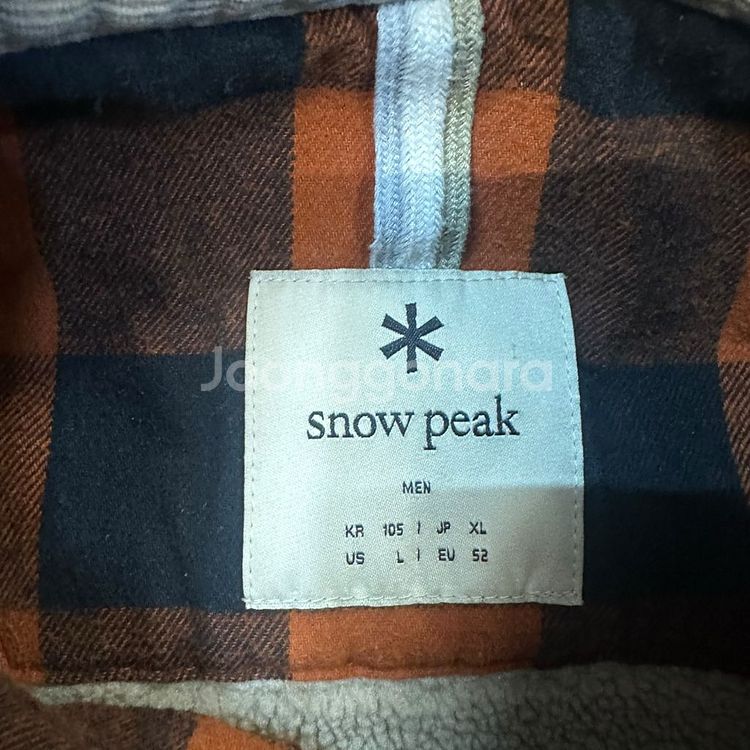 Joonggonara
snow peak
MEN
KR 105 / JP XL
US L / EU 52